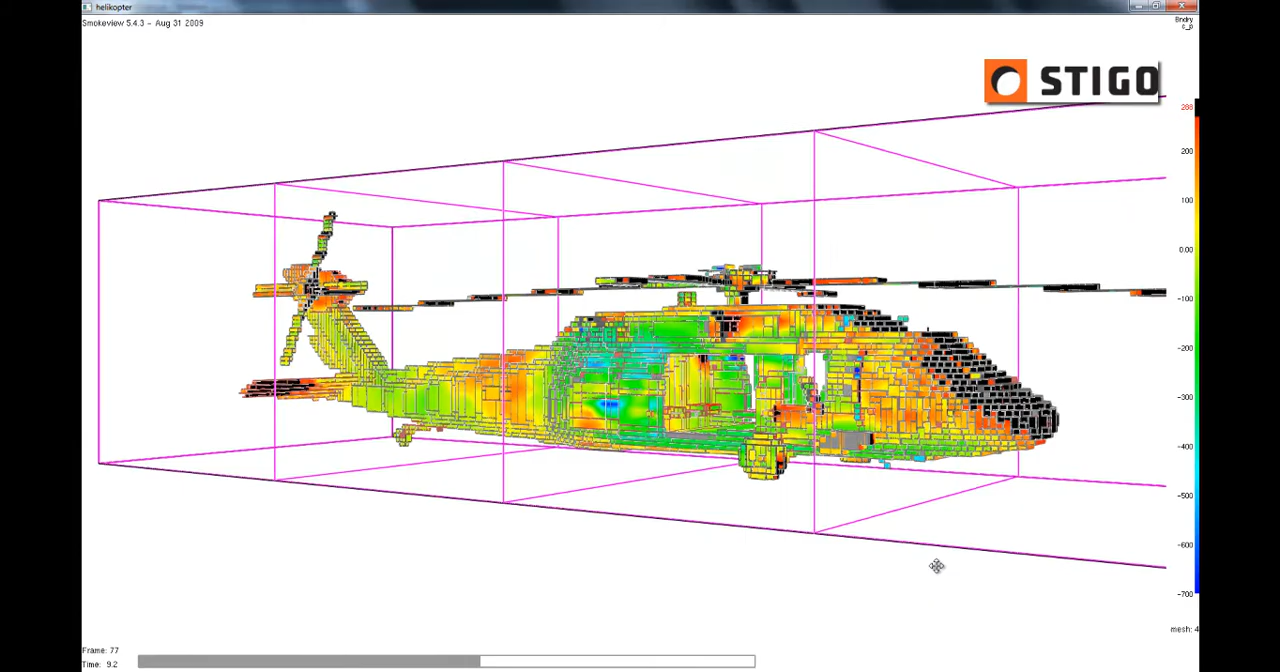 helikopter
Smokeview 5.4.3 - Aug 31 2009
Bndry
c_p
STIGO
286
200
100
0.00
-100
-200
-300
-400
-500
-600
-700
mesh: 4
Frame: 77
Time: 9.2